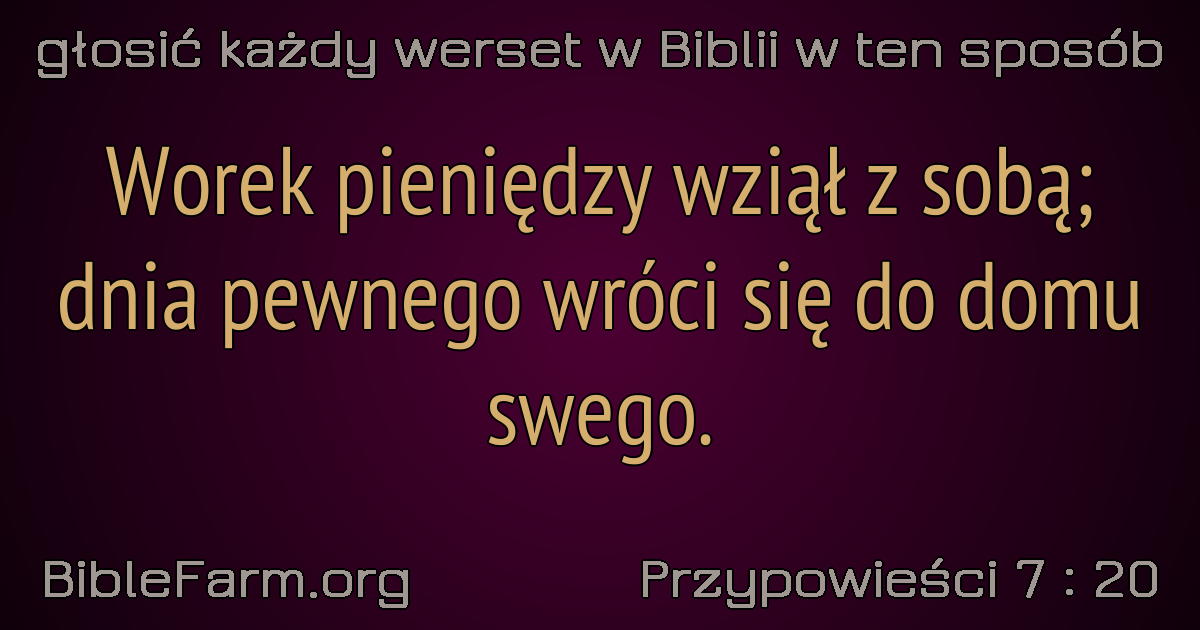 głosić każdy werset w Biblii w ten sposób
Worek pieniędzy wziął z sobą;
dnia pewnego wróci się do domu
swego.
BibleFarm.org
Przypowieści 7 : 20